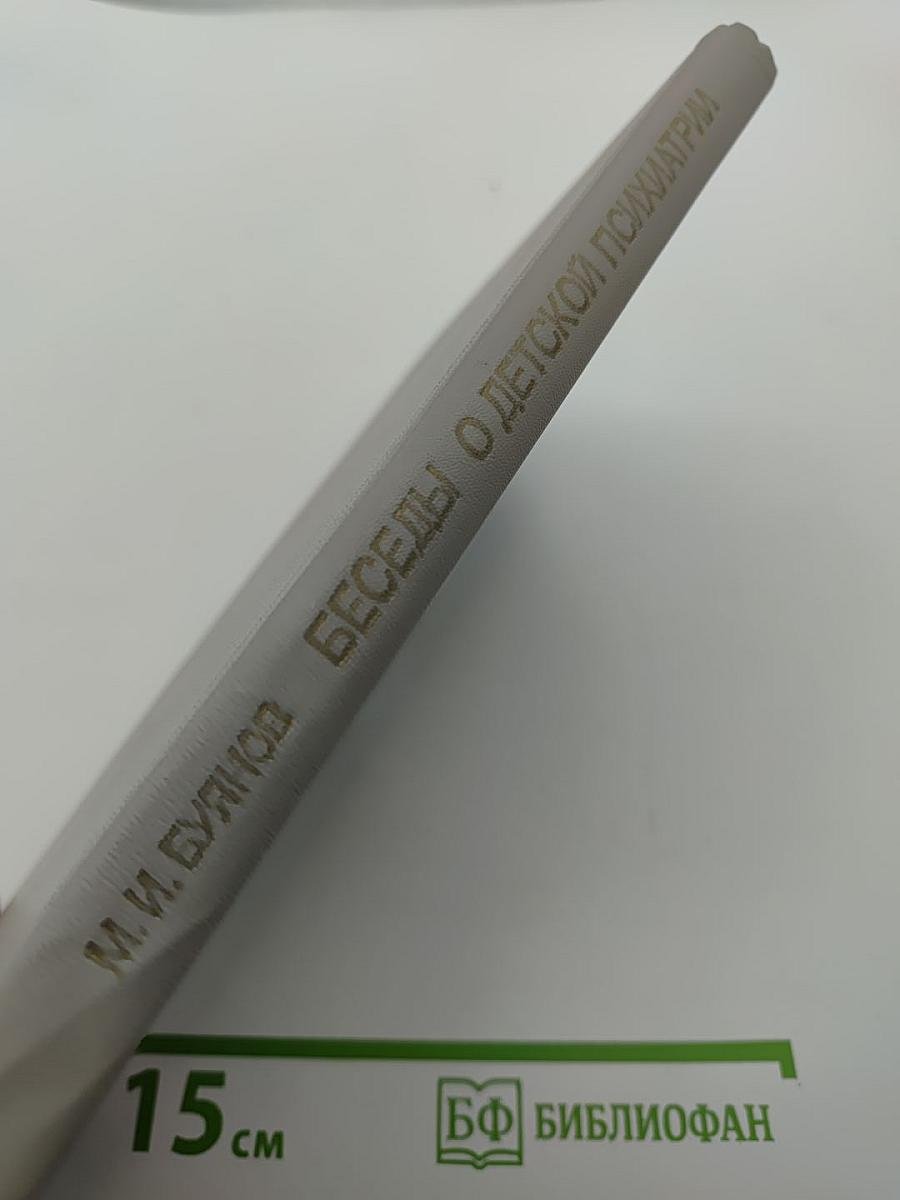 М. И. БУЯНОВ БЕСЕДЫ О ДЕТСКОЙ ПСИХИАТРИИ
15 см
БФ БИБЛИОФАН